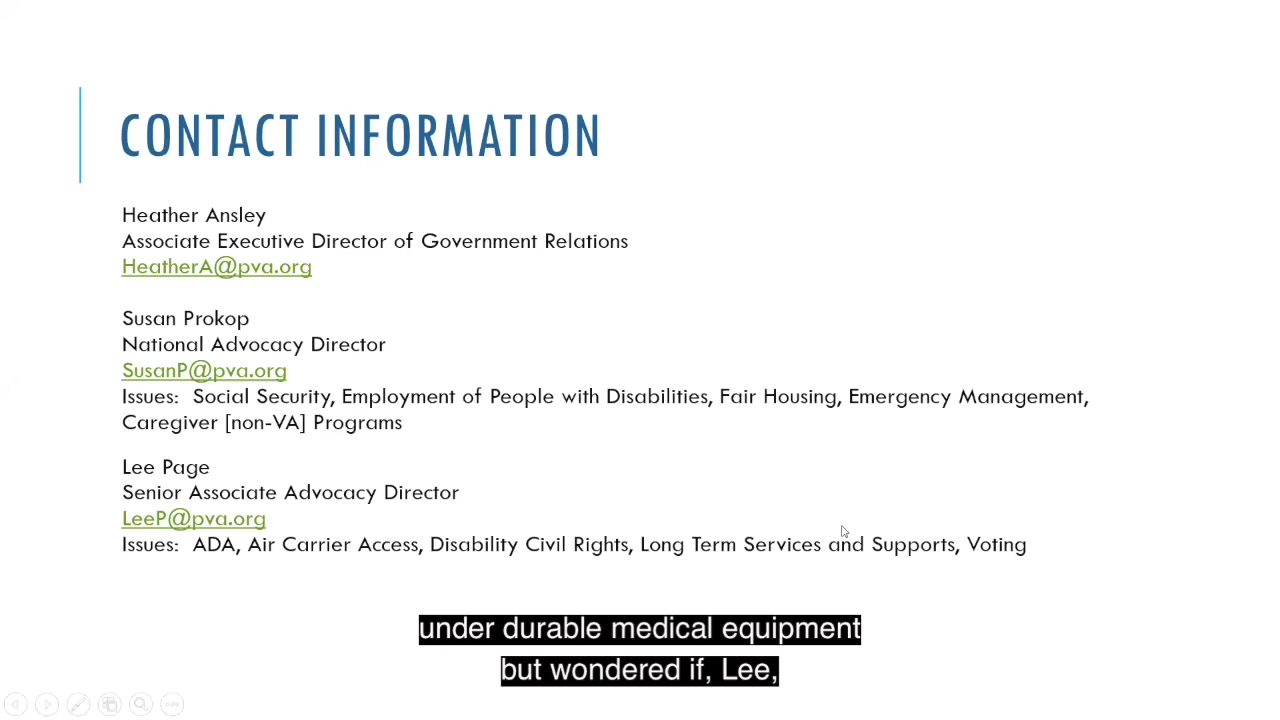 CONTACT INFORMATION
Heather Ansley
Associate Executive Director of Government Relations
HeatherA@pva.org
Susan Prokop
National Advocacy Director
SusanP@pva.org
Issues:  Social Security, Employment of People with Disabilities, Fair Housing, Emergency Management,
Caregiver [non-VA] Programs
Lee Page
Senior Associate Advocacy Director
LeeP@pva.org
Issues:  ADA, Air Carrier Access, Disability Civil Rights, Long Term Services and Supports, Voting
under durable medical equipment
but wondered if, Lee,